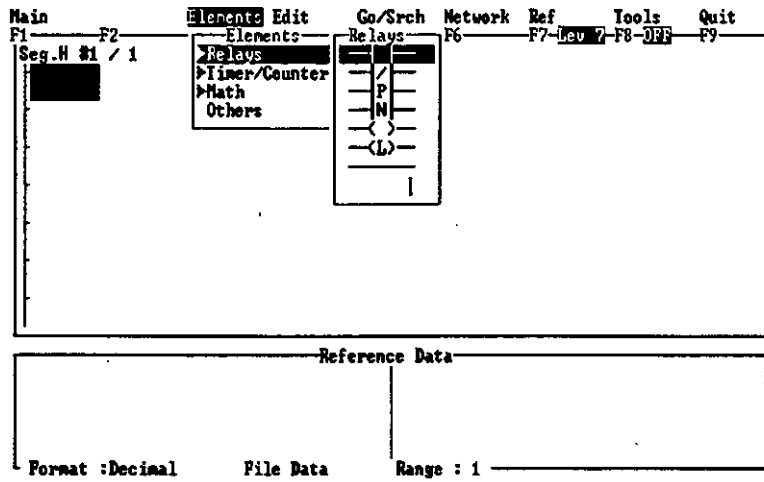 Main Elements Edit Go/Srch Network Ref Tools Quit
F1 F2 Elements Relays F6 F7-Lev ? F8-OFF F9
Seg.H #1 / 1
Relays
Timer/Counter
Math
Others
/
P
N
( )
(L)
Reference Data
Format :Decimal File Data Range : 1